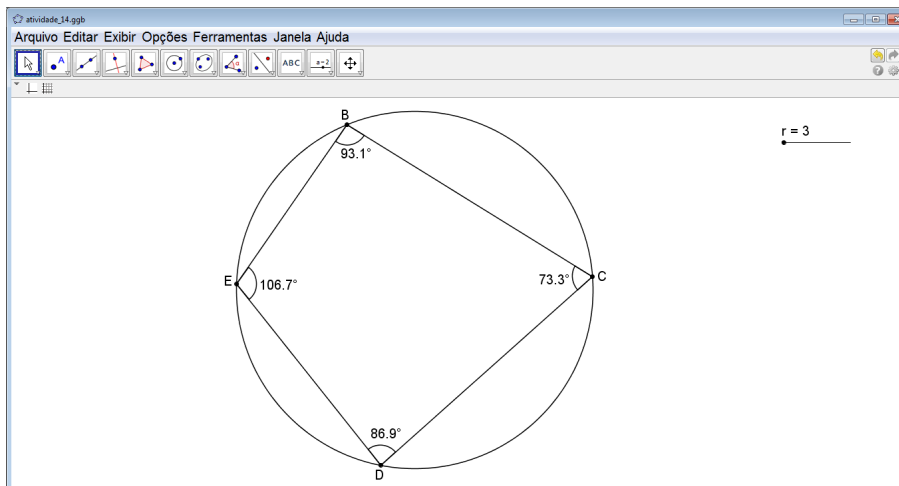 atividade_14.ggb
Arquivo Editar Exibir Opções Ferramentas Janela Ajuda
A
α
ABC
a=2
r = 3
B
93.1°
E
106.7°
73.3°
C
86.9°
D